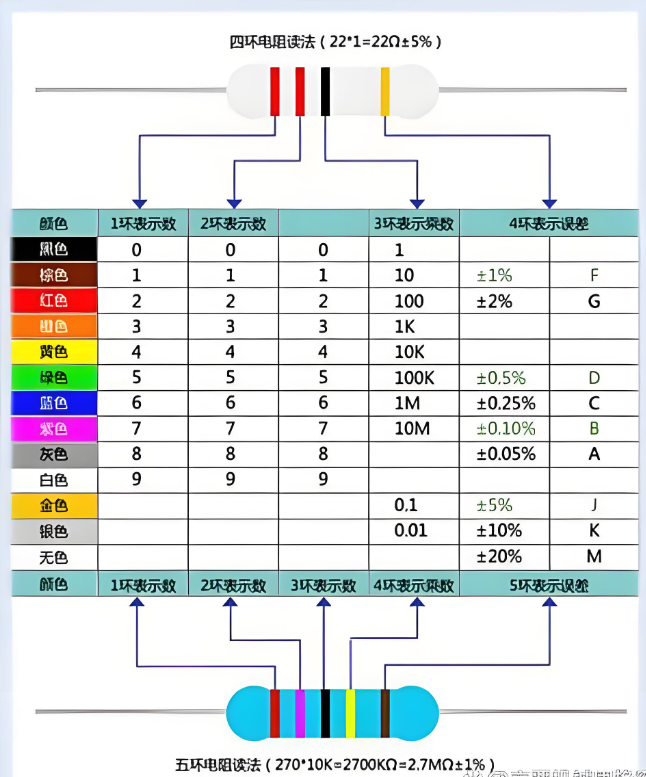 四环电阻读法（22*1=22Ω±5%）
颜色 1环表示数 2环表示数 3环表示乘数 4环表示误差
黑色 0 0 0 1
棕色 1 1 1 10 ±1% F
红色 2 2 2 100 ±2% G
橙色 3 3 3 1K
黄色 4 4 4 10K
绿色 5 5 5 100K ±0.5% D
蓝色 6 6 6 1M ±0.25% C
紫色 7 7 7 10M ±0.10% B
灰色 8 8 8 ±0.05% A
白色 9 9 9
金色 0.1 ±5% J
银色 0.01 ±10% K
无色 ±20% M
颜色 1环表示数 2环表示数 3环表示数 4环表示乘数 5环表示误差
五环电阻读法（270*10K=2700KΩ=2.7MΩ±1%）